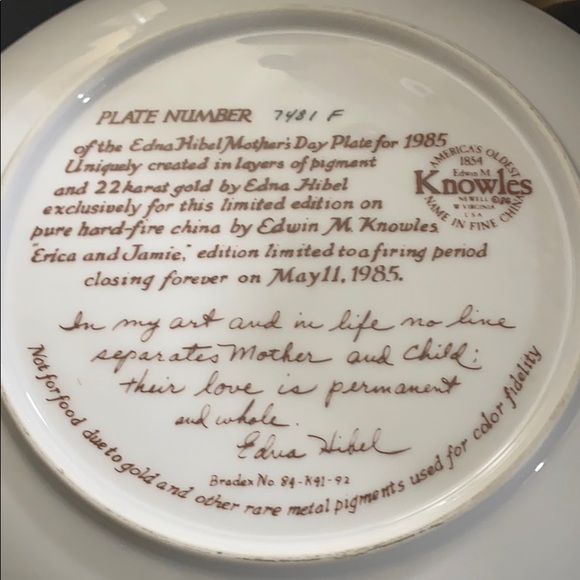 PLATE NUMBER 7481 F
of the Edna Hibel Mother's Day Plate for 1985
Uniquely created in layers of pigment
and 22 karat gold by Edna Hibel
exclusively for this limited edition on
pure hard-fire china by Edwin M. Knowles
"Erica and Jamie," edition limited to a firing period
closing forever on May 11, 1985.
AMERICA'S OLDEST
1854
Edwin M.
Knowles
NEWELL
W VIRGINIA
USA
NAME IN FINE CHINA
In my art and in life no line
separates Mother and Child;
their love is permanent
and whole.
Edna Hibel
Bradex No. 84-K41-92
Not for food due to gold and other rare metal pigments used for color fidelity